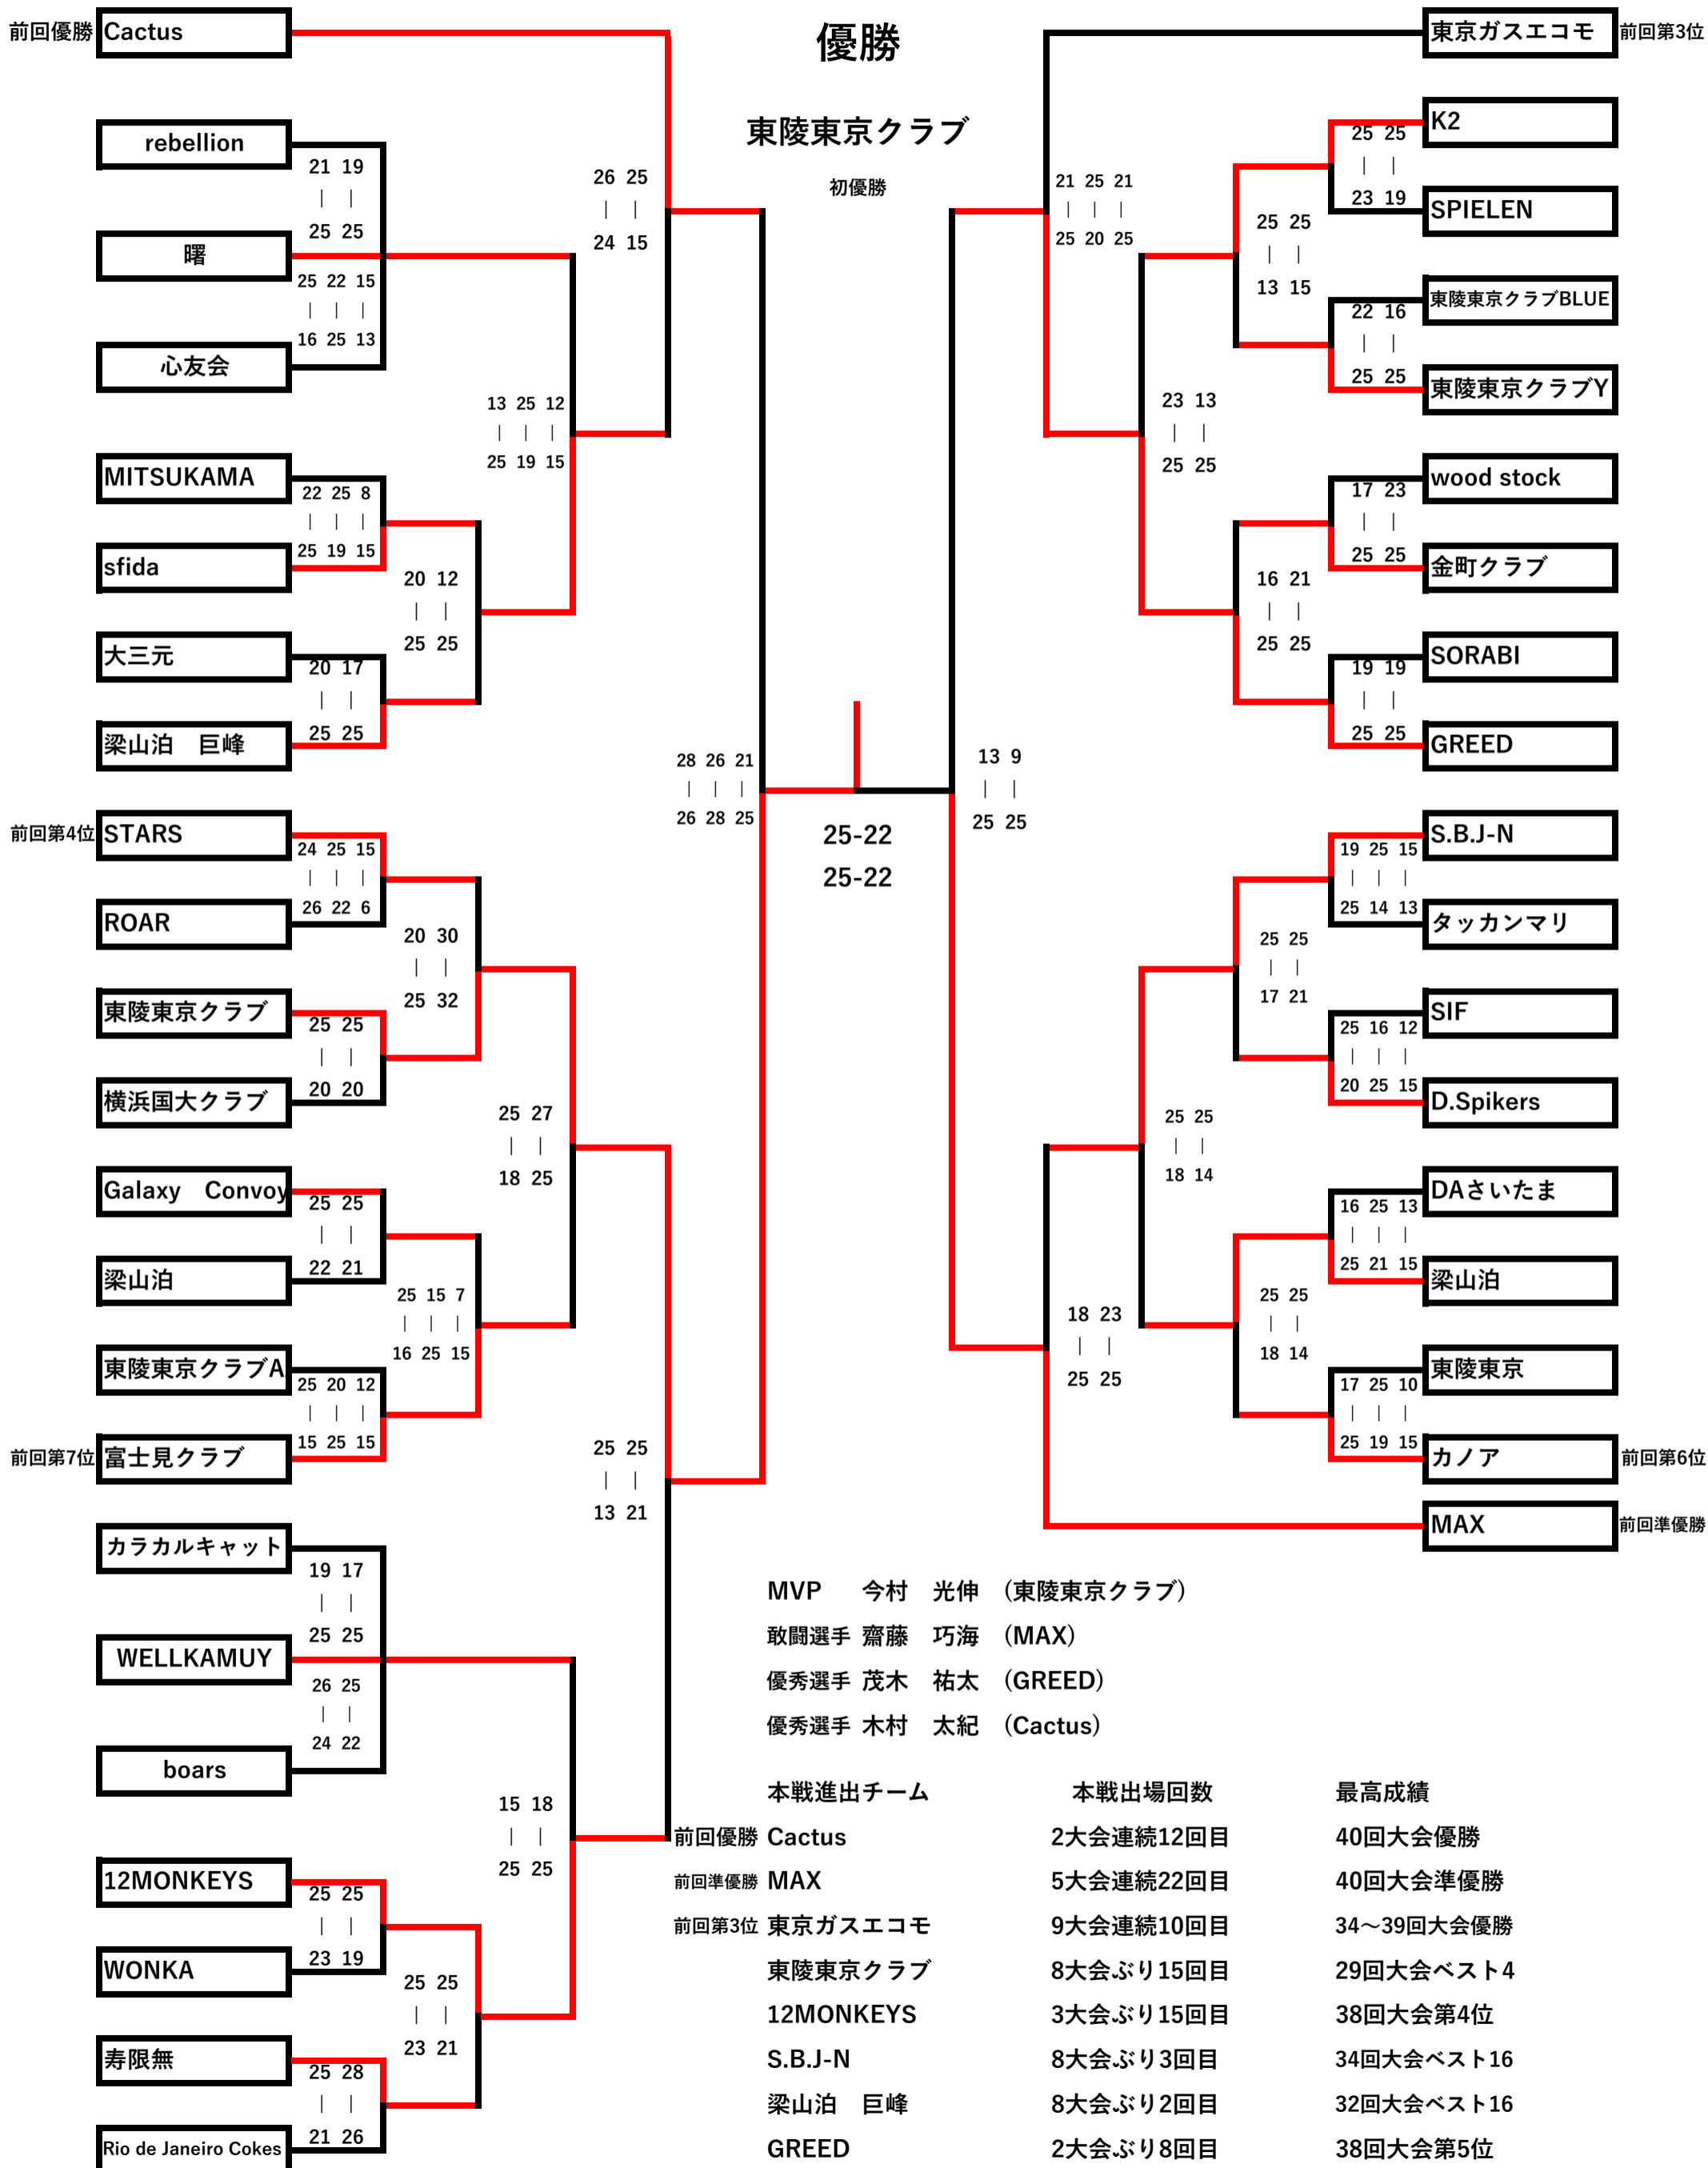 優勝
東陵東京クラブ
初優勝
25-22
25-22
前回優勝 Cactus
rebellion
21 19
| |
25 25
曙
25 22 15
| | |
16 25 13
心友会
26 25
| |
24 15
13 25 12
| | |
25 19 15
MITSUKAMA
22 25 8
| | |
25 19 15
sfida
20 12
| |
25 25
大三元
20 17
| |
25 25
梁山泊　巨峰
28 26 21
| | |
26 28 25
前回第4位 STARS
24 25 15
| | |
26 22 6
ROAR
20 30
| |
25 32
東陵東京クラブ
25 25
| |
20 20
横浜国大クラブ
25 27
| |
18 25
Galaxy　Convoy
25 25
| |
22 21
梁山泊
25 15 7
| | |
16 25 15
東陵東京クラブA
25 20 12
| | |
15 25 15
前回第7位 富士見クラブ
25 25
| |
13 21
カラカルキャット
19 17
| |
25 25
WELLKAMUY
26 25
| |
24 22
boars
15 18
| |
25 25
12MONKEYS
25 25
| |
23 19
WONKA
25 25
| |
23 21
寿限無
25 28
| |
21 26
Rio de Janeiro Cokes
東京ガスエコモ 前回第3位
21 25 21
| | |
25 20 25
K2
25 25
| |
23 19
SPIELEN
25 25
| |
13 15
東陵東京クラブBLUE
22 16
| |
25 25
東陵東京クラブY
23 13
| |
25 25
wood stock
17 23
| |
25 25
金町クラブ
16 21
| |
25 25
SORABI
19 19
| |
25 25
GREED
13 9
| |
25 25
S.B.J-N
19 25 15
| | |
25 14 13
タッカンマリ
25 25
| |
17 21
SIF
25 16 12
| | |
20 25 15
D.Spikers
25 25
| |
18 14
DAさいたま
16 25 13
| | |
25 21 15
梁山泊
25 25
| |
18 14
東陵東京
17 25 10
| | |
25 19 15
カノア 前回第6位
18 23
| |
25 25
MAX 前回準優勝
MVP　今村　光伸　（東陵東京クラブ）
敢闘選手 齋藤　巧海　（MAX）
優秀選手 茂木　祐太　（GREED）
優秀選手 木村　太紀　（Cactus）
本戦進出チーム 本戦出場回数 最高成績
前回優勝 Cactus 2大会連続12回目 40回大会優勝
前回準優勝 MAX 5大会連続22回目 40回大会準優勝
前回第3位 東京ガスエコモ 9大会連続10回目 34～39回大会優勝
東陵東京クラブ 8大会ぶり15回目 29回大会ベスト4
12MONKEYS 3大会ぶり15回目 38回大会第4位
S.B.J-N 8大会ぶり3回目 34回大会ベスト16
梁山泊　巨峰 8大会ぶり2回目 32回大会ベスト16
GREED 2大会ぶり8回目 38回大会第5位